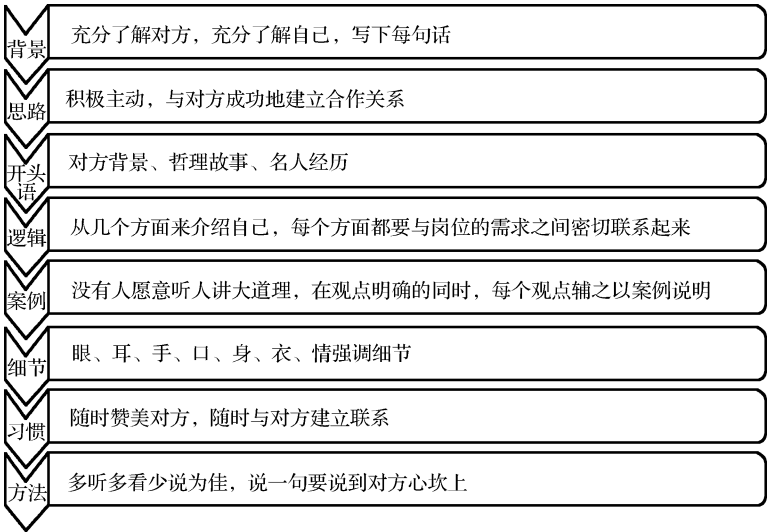 背景
充分了解对方，充分了解自己，写下每句话
思路
积极主动，与对方成功地建立合作关系
开头
语
对方背景、哲理故事、名人经历
逻辑
从几个方面来介绍自己，每个方面都要与岗位的需求之间密切联系起来
案例
没有人愿意听人讲大道理，在观点明确的同时，每个观点辅之以案例说明
细节
眼、耳、手、口、身、衣、情强调细节
习惯
随时赞美对方，随时与对方建立联系
方法
多听多看少说为佳，说一句要说到对方心坎上